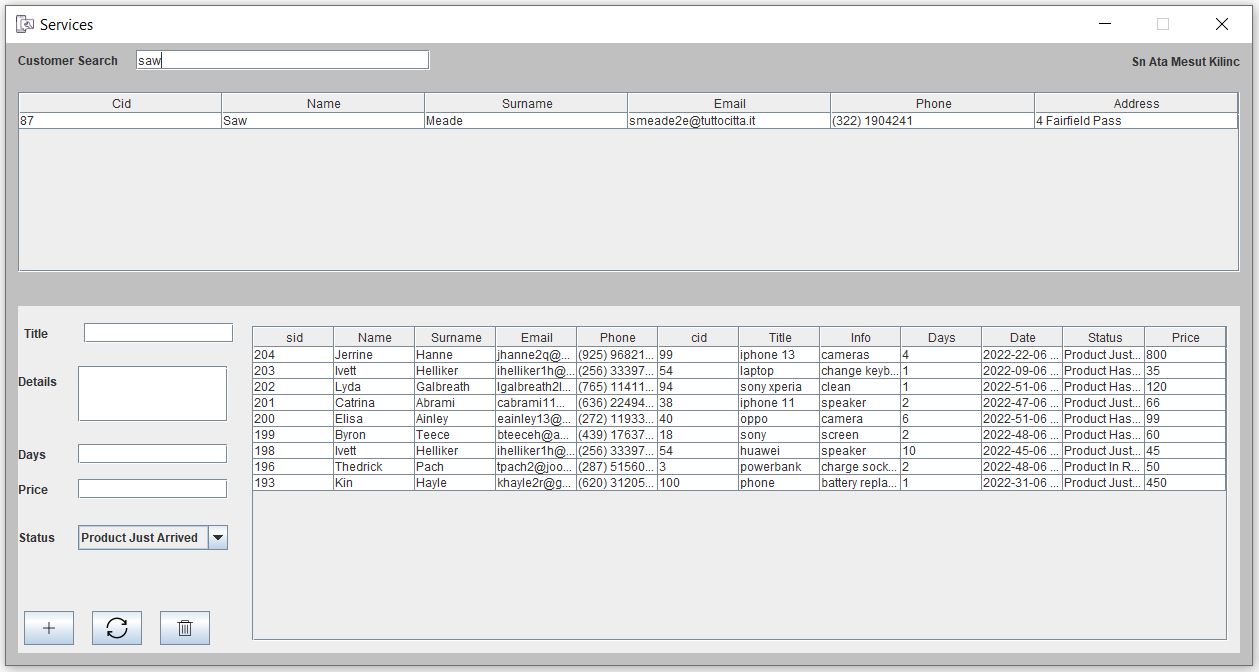 Services
Customer Search saw Sn Ata Mesut Kilinc
Cid Name Surname Email Phone Address
87 Saw Meade smeade2e@tuttocitta.it (322) 1904241 4 Fairfield Pass
Title
Details
Days
Price
Status Product Just Arrived
sid Name Surname Email Phone cid Title Info Days Date Status Price
204 Jerrine Hanne jhanne2q@... (925) 96821... 99 iphone 13 cameras 4 2022-22-06 ... Product Just... 800
203 Ivett Helliker ihelliker1h@... (256) 33397... 54 laptop change keyb... 1 2022-09-06 ... Product Has... 35
202 Lyda Galbreath lgalbreath2l... (765) 11411... 94 sony xperia clean 1 2022-51-06 ... Product Has... 120
201 Catrina Abrami cabrami11... (636) 22494... 38 iphone 11 speaker 2 2022-47-06 ... Product Just... 66
200 Elisa Ainley eainley13@... (272) 11933... 40 oppo camera 6 2022-51-06 ... Product Has... 99
199 Byron Teece bteeceh@a... (439) 17637... 18 sony screen 2 2022-48-06 ... Product Has... 60
198 Ivett Helliker ihelliker1h@... (256) 33397... 54 huawei speaker 10 2022-45-06 ... Product Just... 45
196 Thedrick Pach tpach2@joo... (287) 51560... 3 powerbank charge sock... 2 2022-48-06 ... Product In R... 50
193 Kin Hayle khayle2r@g... (620) 31205... 100 phone battery repla... 1 2022-31-06 ... Product Just... 450